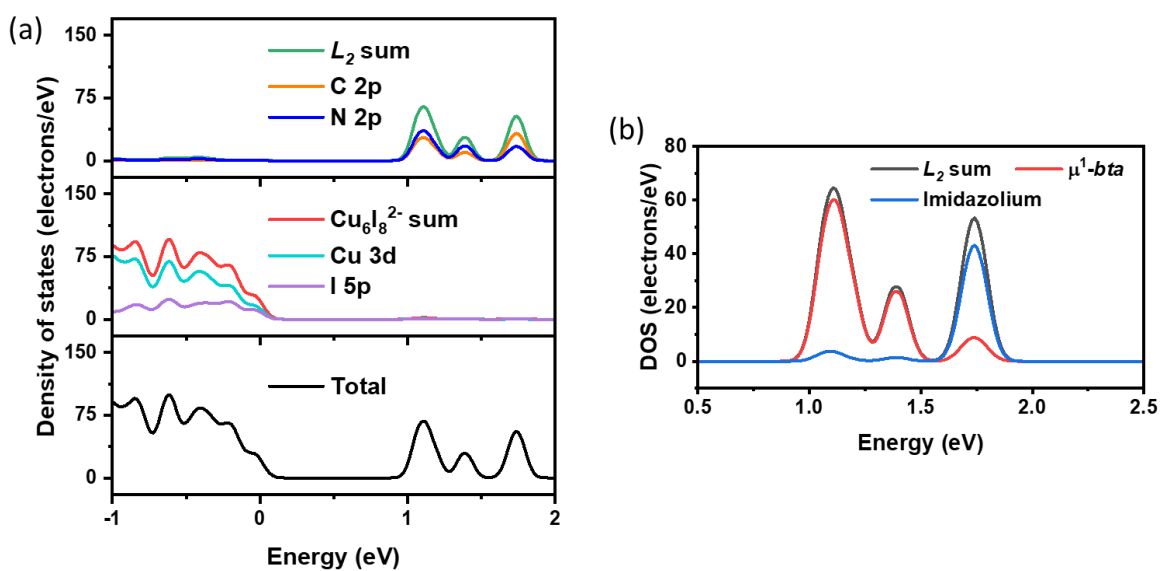 (a)
Density of states (electrons/eV)
150
75
0
L₂ sum
C 2p
N 2p
150
75
0
Cu₆I₈²⁻ sum
Cu 3d
I 5p
150
75
0
Total
-1 0 1 2
Energy (eV)
(b)
DOS (electrons/eV)
80
60
40
20
0
L₂ sum μ¹-bta
Imidazolium
0.5 1.0 1.5 2.0 2.5
Energy (eV)